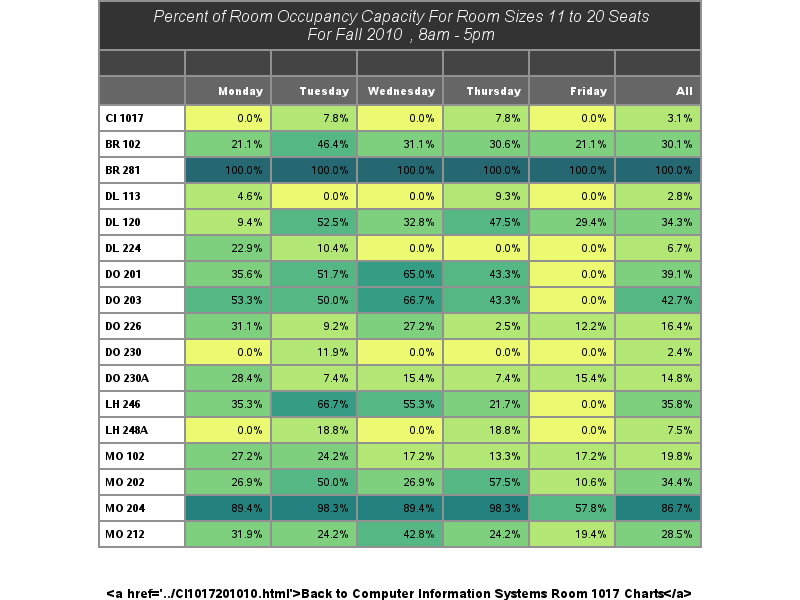 Percent of Room Occupancy Capacity For Room Sizes 11 to 20 Seats
For Fall 2010 , 8am - 5pm
Monday Tuesday Wednesday Thursday Friday All
CI 1017 0.0% 7.8% 0.0% 7.8% 0.0% 3.1%
BR 102 21.1% 46.4% 31.1% 30.6% 21.1% 30.1%
BR 281 100.0% 100.0% 100.0% 100.0% 100.0% 100.0%
DL 113 4.6% 0.0% 0.0% 9.3% 0.0% 2.8%
DL 120 9.4% 52.5% 32.8% 47.5% 29.4% 34.3%
DL 224 22.9% 10.4% 0.0% 0.0% 0.0% 6.7%
DO 201 35.6% 51.7% 65.0% 43.3% 0.0% 39.1%
DO 203 53.3% 50.0% 66.7% 43.3% 0.0% 42.7%
DO 226 31.1% 9.2% 27.2% 2.5% 12.2% 16.4%
DO 230 0.0% 11.9% 0.0% 0.0% 0.0% 2.4%
DO 230A 28.4% 7.4% 15.4% 7.4% 15.4% 14.8%
LH 246 35.3% 66.7% 55.3% 21.7% 0.0% 35.8%
LH 248A 0.0% 18.8% 0.0% 18.8% 0.0% 7.5%
MO 102 27.2% 24.2% 17.2% 13.3% 17.2% 19.8%
MO 202 26.9% 50.0% 26.9% 57.5% 10.6% 34.4%
MO 204 89.4% 98.3% 89.4% 98.3% 57.8% 86.7%
MO 212 31.9% 24.2% 42.8% 24.2% 19.4% 28.5%
<a href='../CI1017201010.html'>Back to Computer Information Systems Room 1017 Charts</a>